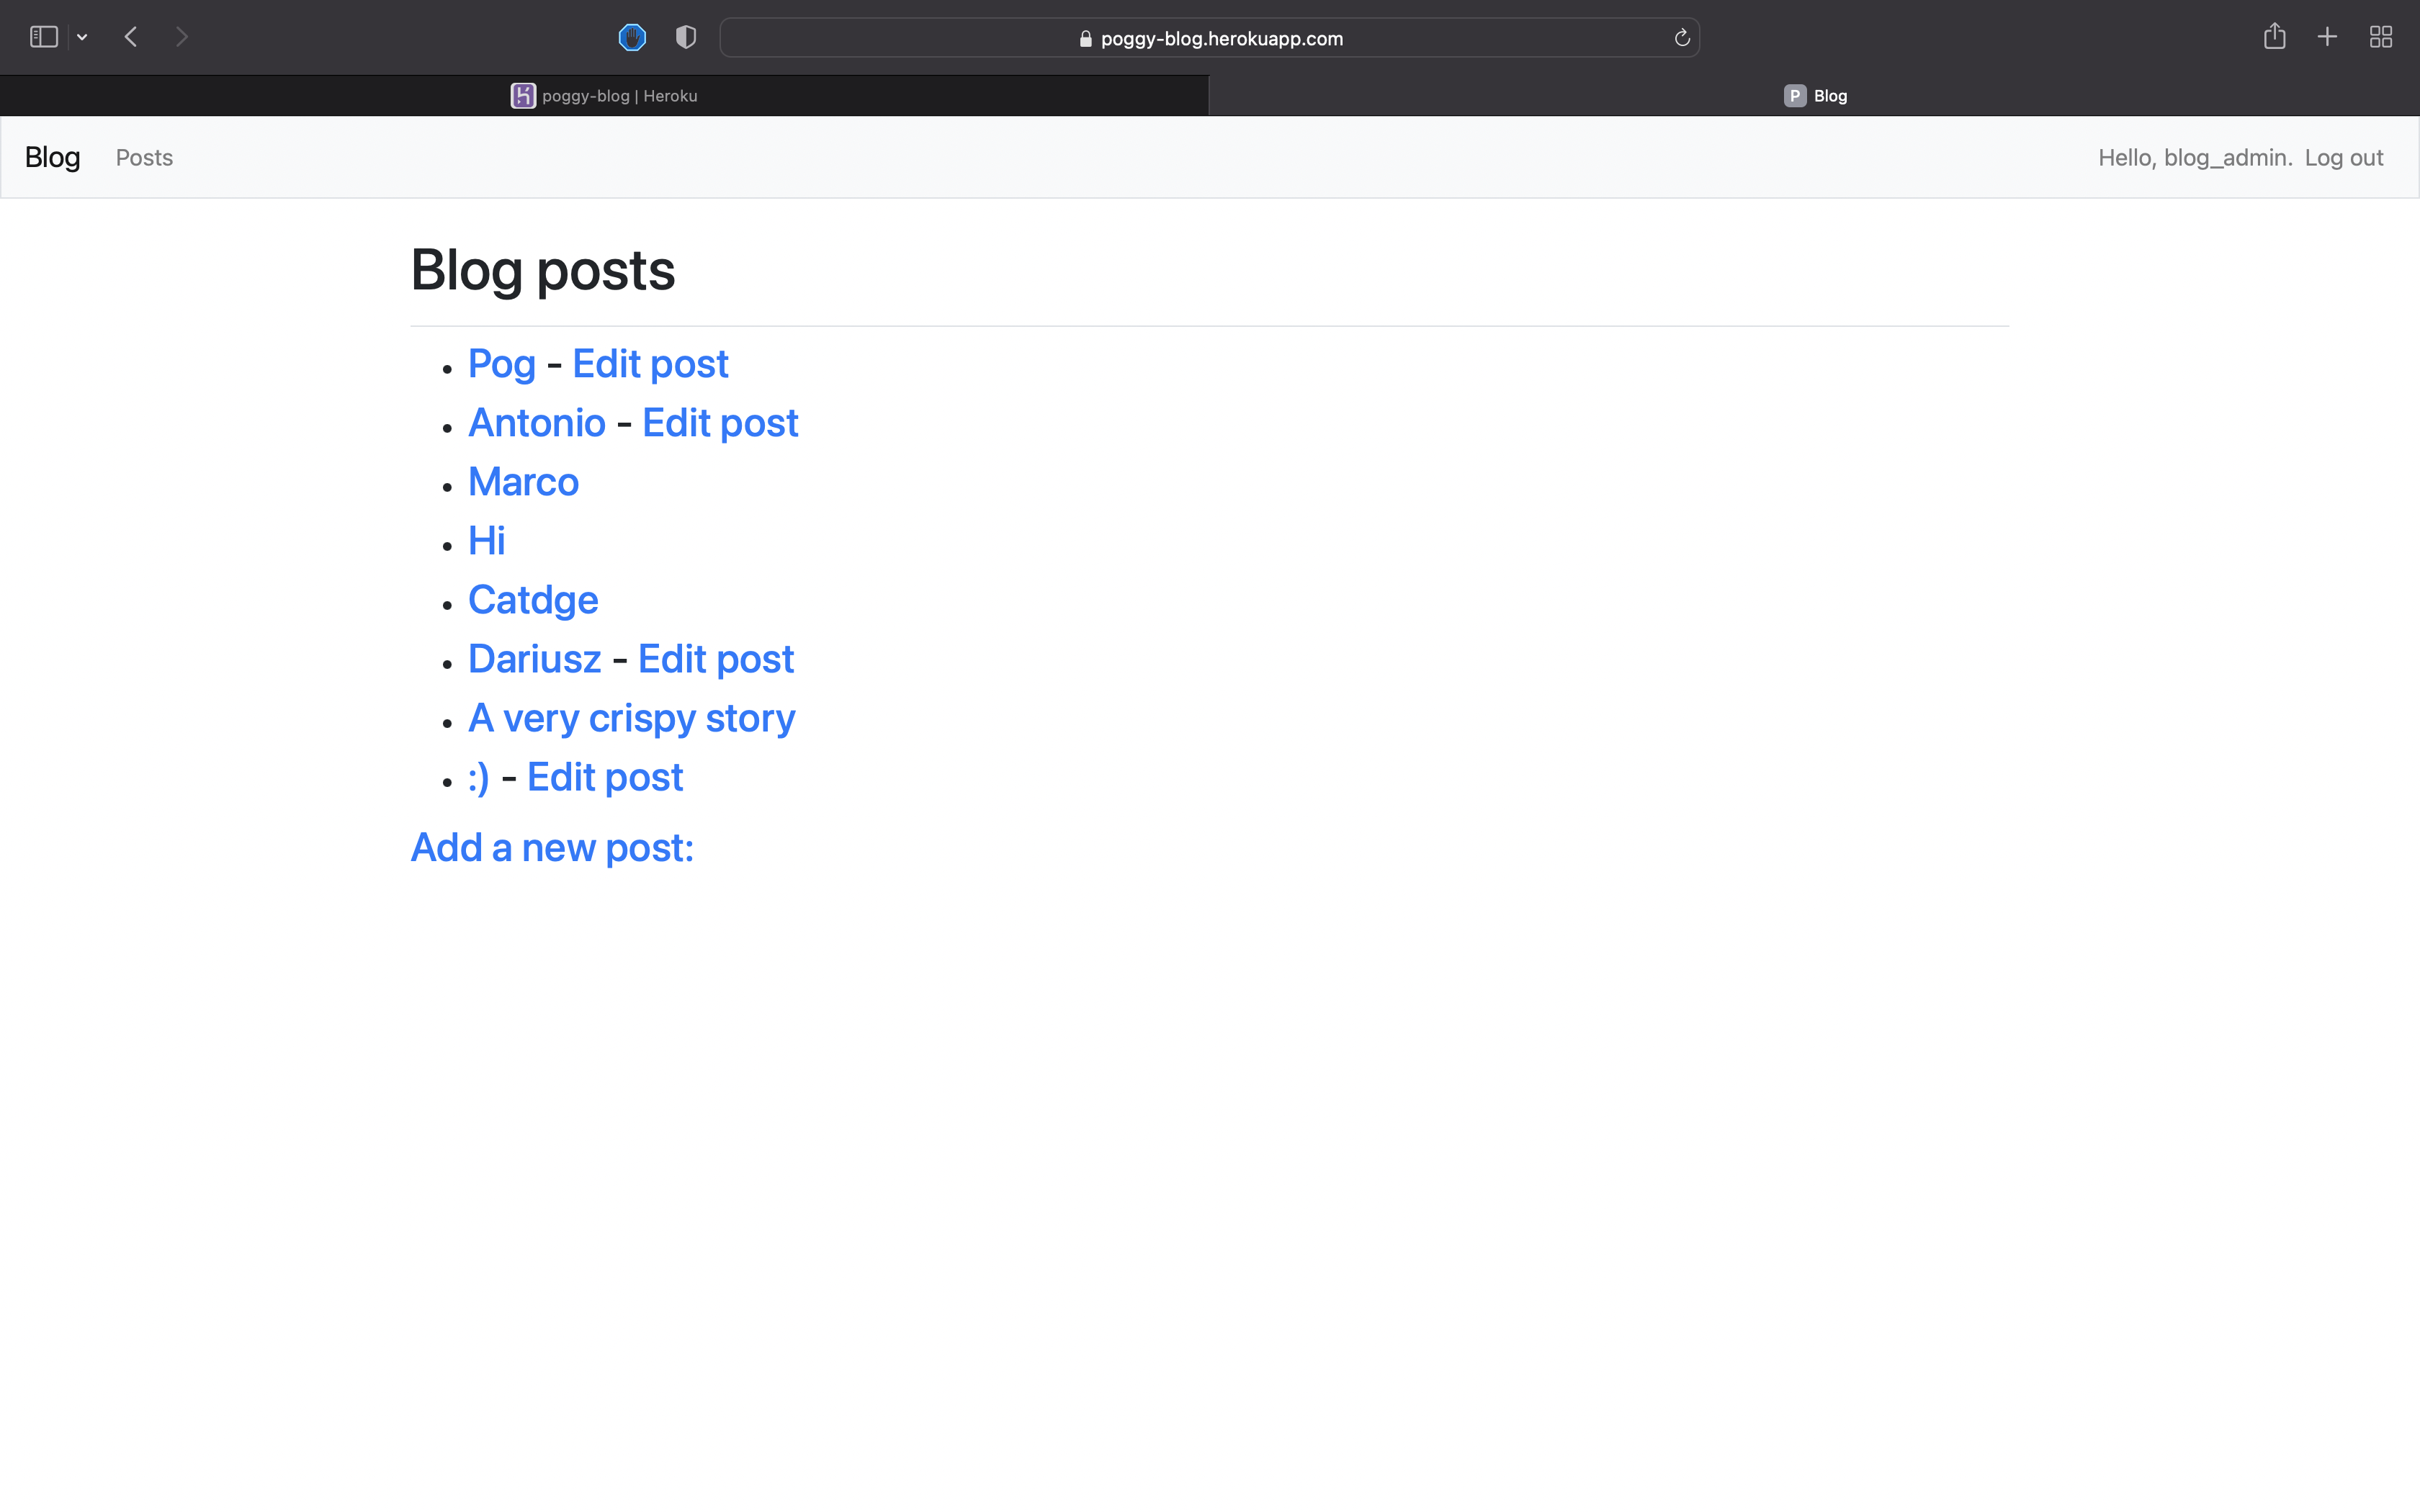 poggy-blog.herokuapp.com
poggy-blog | Heroku
P Blog
Blog Posts Hello, blog_admin. Log out
Blog posts
Pog - Edit post
Antonio - Edit post
Marco
Hi
Catdge
Dariusz - Edit post
A very crispy story
:) - Edit post
Add a new post: